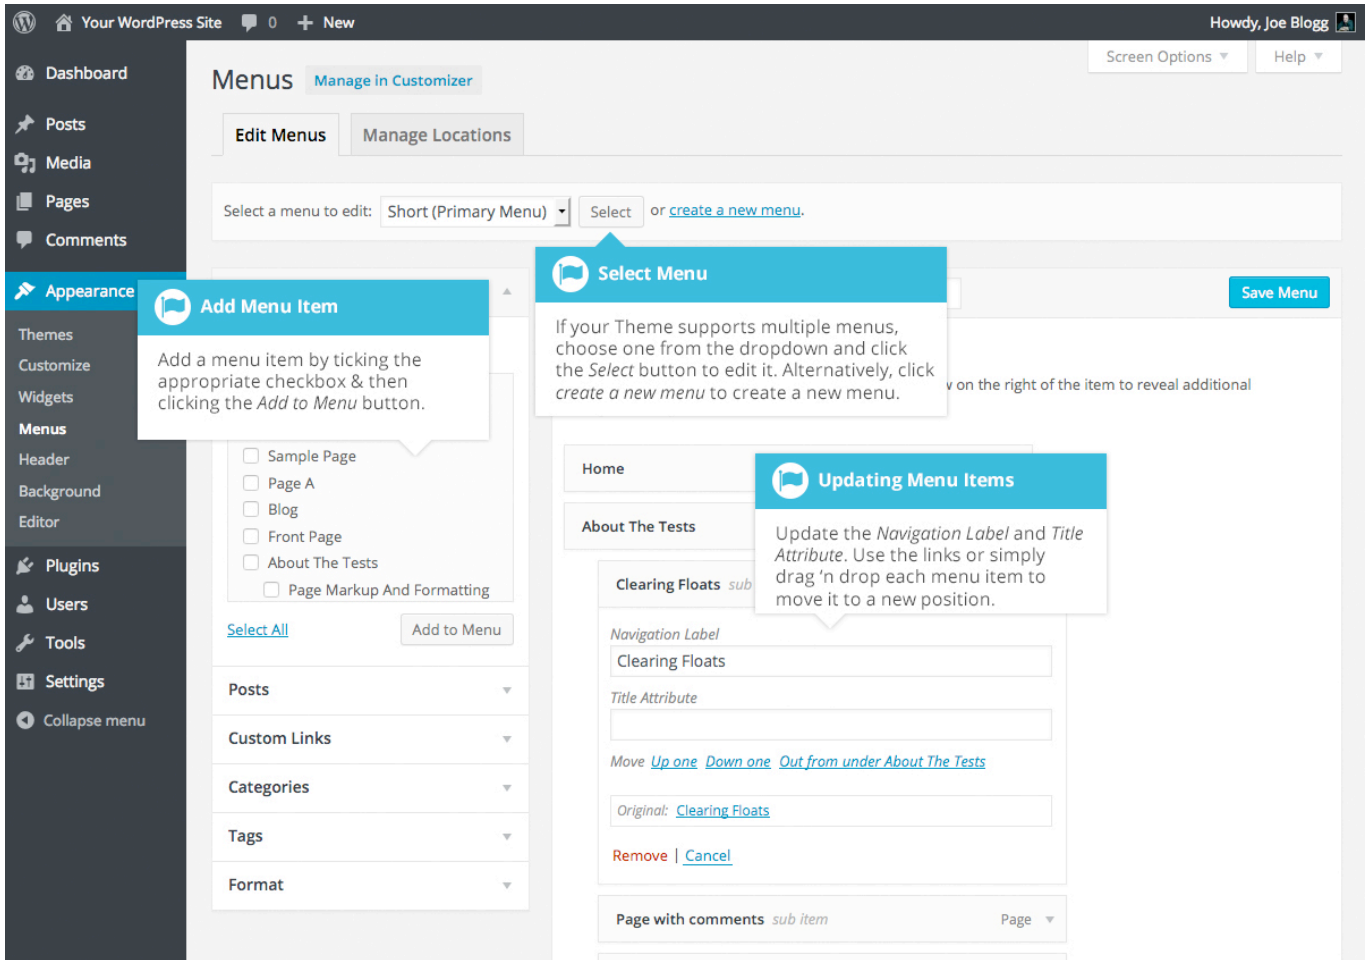 Your WordPress Site 0 + New Howdy, Joe Blogg
Screen Options Help
Dashboard
Posts
Media
Pages
Comments
Appearance
Themes
Customize
Widgets
Menus
Header
Background
Editor
Plugins
Users
Tools
Settings
Collapse menu
Menus Manage in Customizer
Edit Menus Manage Locations
Select a menu to edit: Short (Primary Menu) Select or create a new menu.
Select Menu
If your Theme supports multiple menus,
choose one from the dropdown and click
the Select button to edit it. Alternatively, click
create a new menu to create a new menu.
Add Menu Item
Add a menu item by ticking the
appropriate checkbox & then
clicking the Add to Menu button.
Sample Page
Page A
Blog
Front Page
About The Tests
Page Markup And Formatting
Select All Add to Menu
Posts
Custom Links
Categories
Tags
Format
Save Menu
on the right of the item to reveal additional
Home
About The Tests
Updating Menu Items
Update the Navigation Label and Title
Attribute. Use the links or simply
drag ‘n drop each menu item to
move it to a new position.
Clearing Floats sub
Navigation Label
Clearing Floats
Title Attribute
Move Up one Down one Out from under About The Tests
Original: Clearing Floats
Remove | Cancel
Page with comments sub item Page